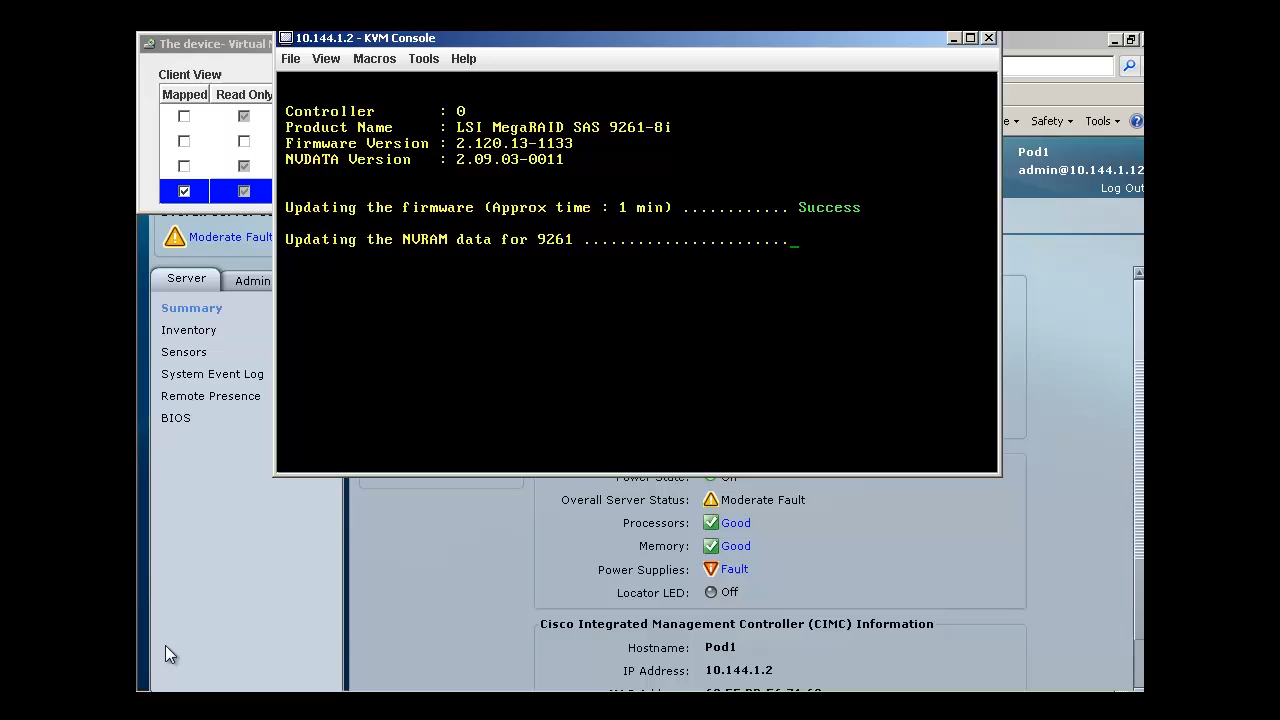 The device- Virtual
10.144.1.2 - KVM Console
File View Macros Tools Help
Client View
Mapped Read Only
Controller : 0
Product Name : LSI MegaRAID SAS 9261-8i
Firmware Version : 2.120.13-1133
NVDATA Version : 2.09.03-0011
Updating the firmware (Approx time : 1 min) ............ Success
Updating the NVRAM data for 9261 ......................._
Safety Tools
Pod1
admin@10.144.1.12
Log Out
Moderate Fault
Server Admin
Summary
Inventory
Sensors
System Event Log
Remote Presence
BIOS
Overall Server Status: Moderate Fault
Processors: Good
Memory: Good
Power Supplies: Fault
Locator LED: Off
Cisco Integrated Management Controller (CIMC) Information
Hostname: Pod1
IP Address: 10.144.1.2